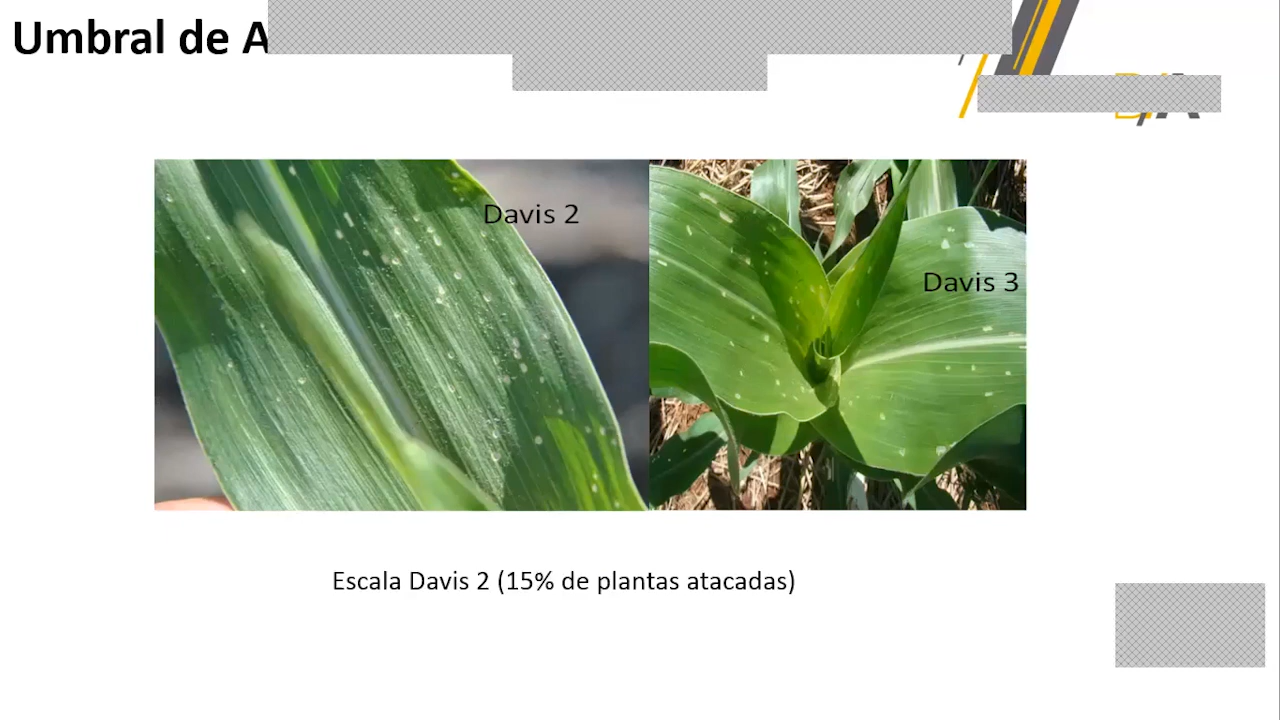 Umbral de A
Davis 2
Davis 3
Escala Davis 2 (15% de plantas atacadas)